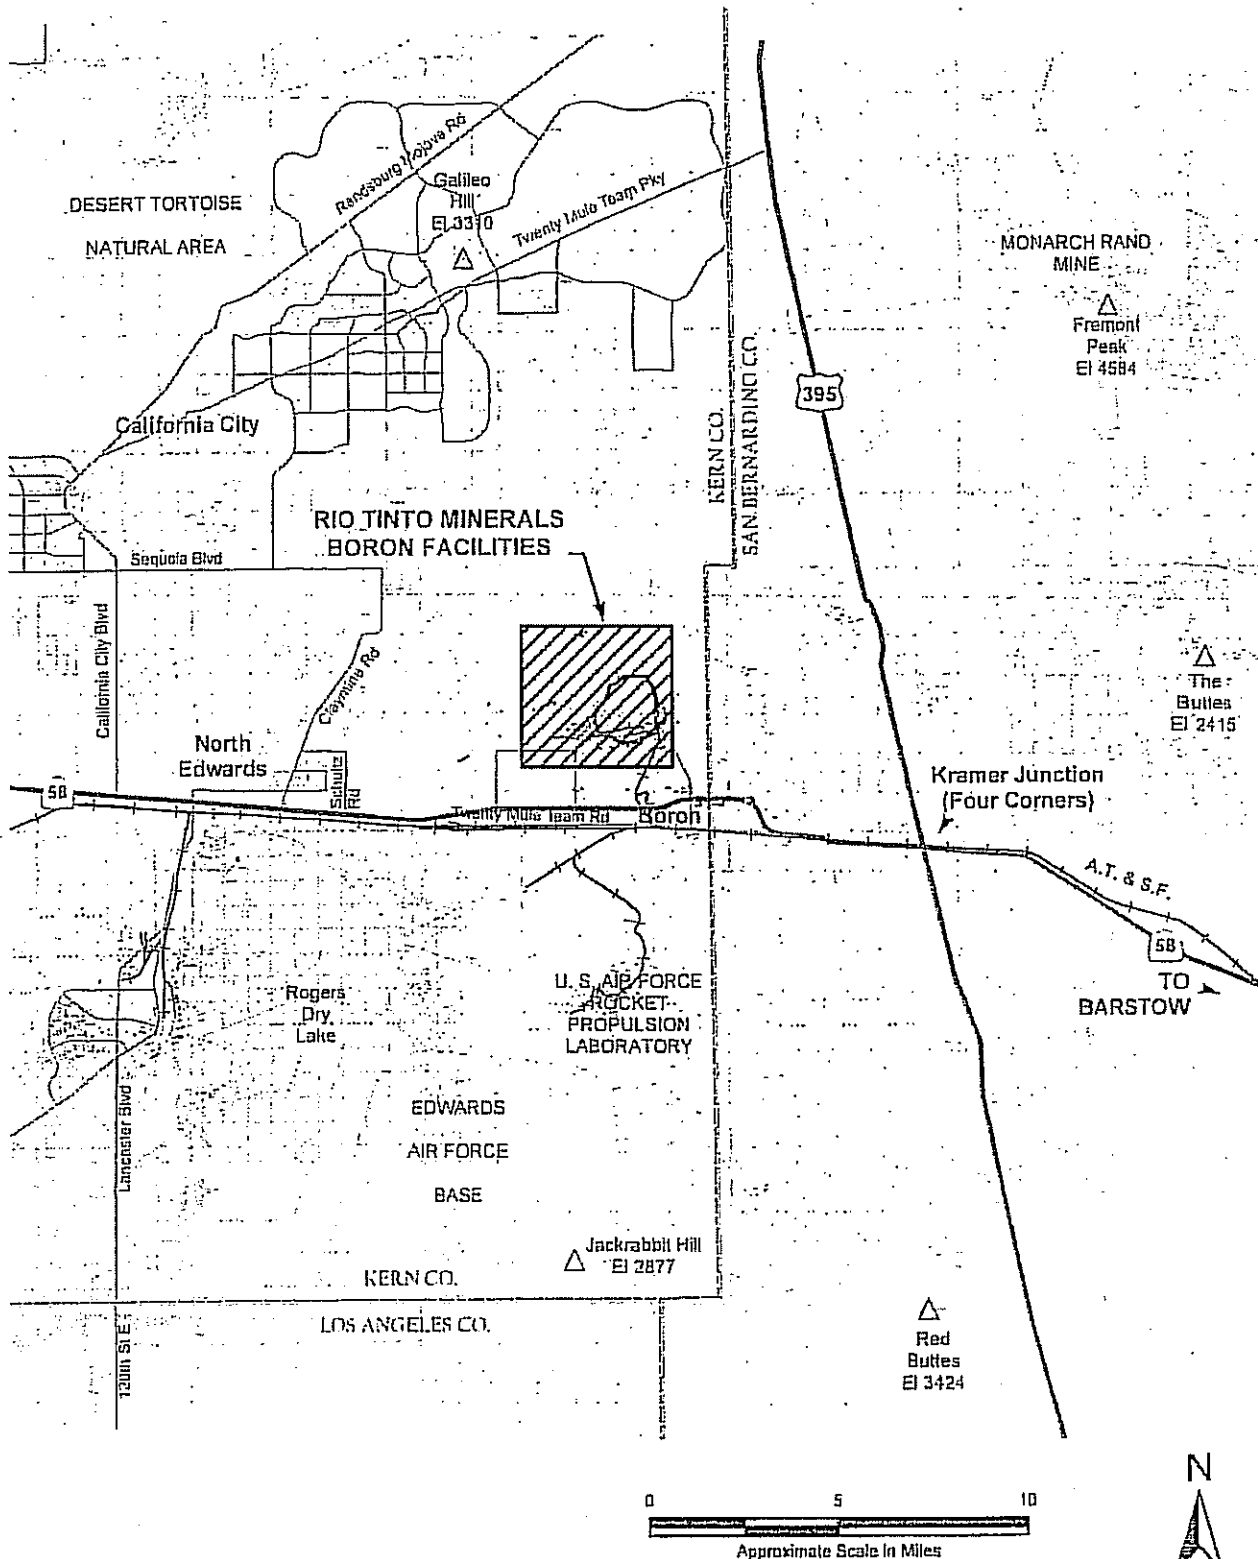 Randsburg Mojave Rd
DESERT TORTOISE
NATURAL AREA
Galileo
Hill
El 3310
Twenty Mule Team Pky
MONARCH RAND
MINE
Fremont
Peak
El 4584
395
KERN CO.
SAN BERNARDINO CO.
California City
RIO TINTO MINERALS
BORON FACILITIES
Sequoia Blvd
California City Blvd
Claymine Rd
The
Buttes
El 2415
North
Edwards
Schultz
Rd
Kramer Junction
(Four Corners)
58
Twenty Mule Team Rd
Boron
A.T. & S.F.
58
TO
BARSTOW
Rogers
Dry
Lake
U. S. AIR FORCE
ROCKET
PROPULSION
LABORATORY
Lancaster Blvd
EDWARDS
AIR FORCE
BASE
Jackrabbit Hill
El 2877
KERN CO.
LOS ANGELES CO.
120th St E
Red
Buttes
El 3424
N
0 5 10
Approximate Scale in Miles